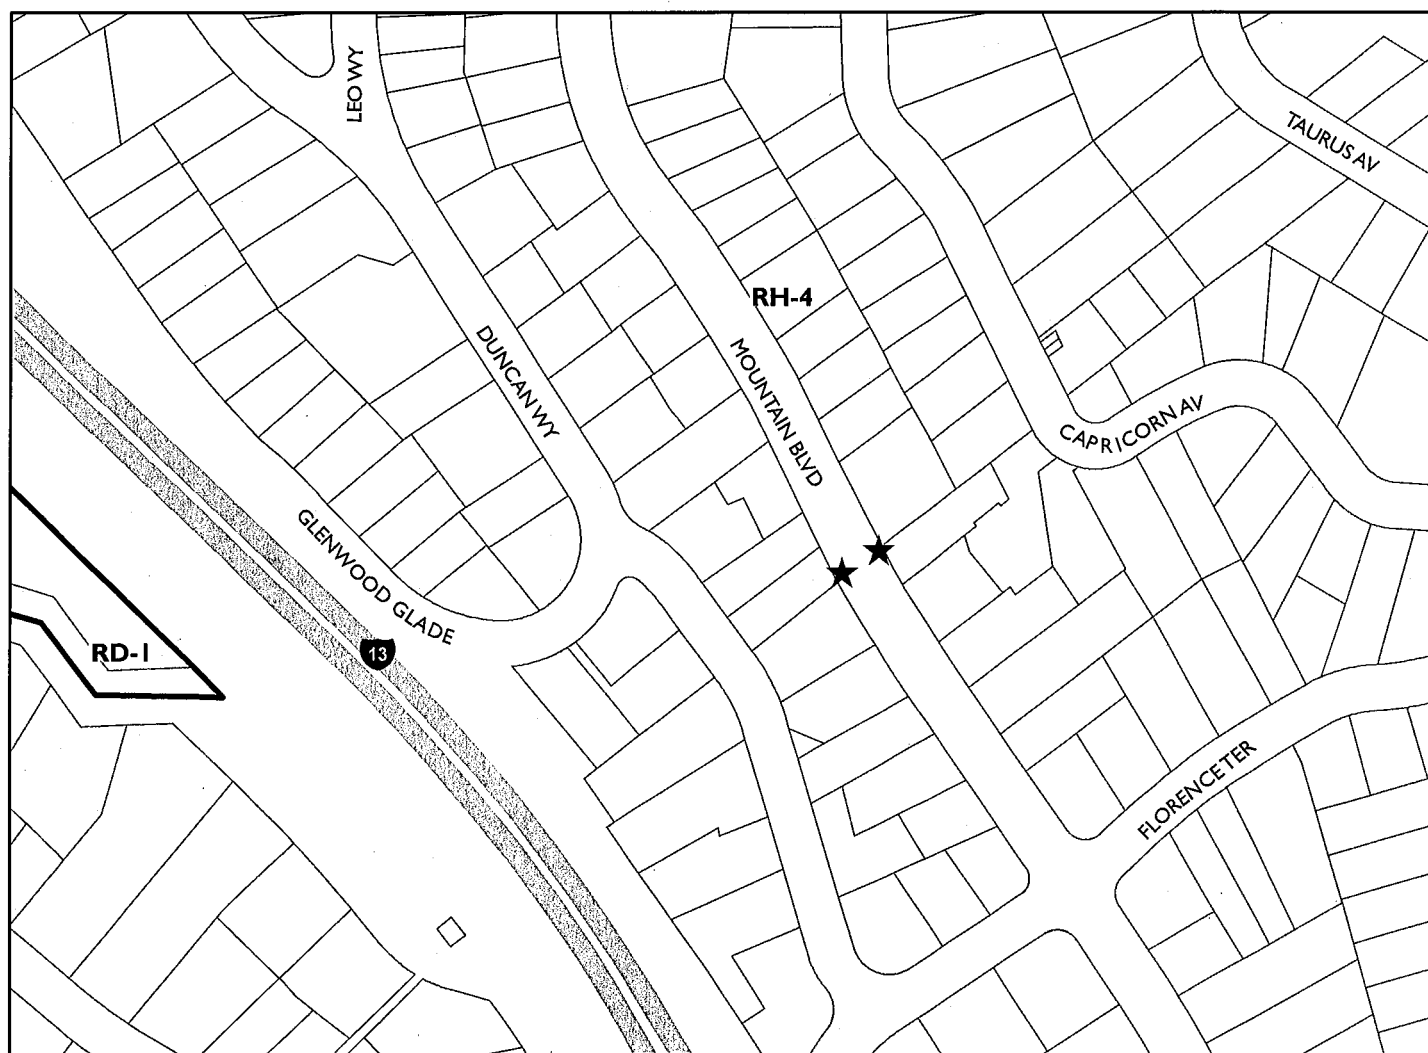 LEO WY
TAURUS AV
RH-4
DUNCAN WY
MOUNTAIN BLVD
CAPRICORN AV
GLENWOOD GLADE
RD-1
13
FLORENCE TER